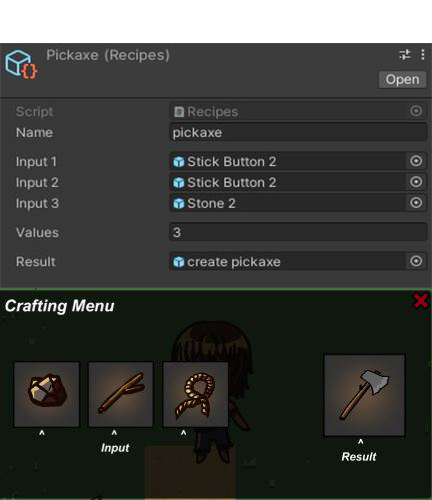 Pickaxe (Recipes)
Open
Script Recipes
Name pickaxe
Input 1 Stick Button 2
Input 2 Stick Button 2
Input 3 Stone 2
Values 3
Result create pickaxe
Crafting Menu
^ ^ ^
Input
^
Result